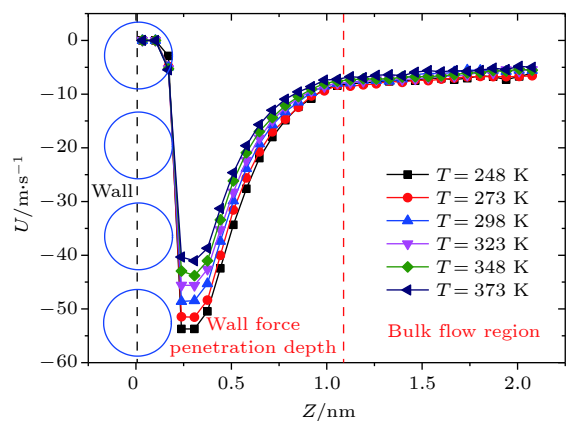 0
−10
−20
−30
−40
−50
−60
U/m·s⁻¹
Wall
T = 248 K
T = 273 K
T = 298 K
T = 323 K
T = 348 K
T = 373 K
Wall force
penetration depth
Bulk flow region
0
0.5
1.0
1.5
2.0
Z/nm